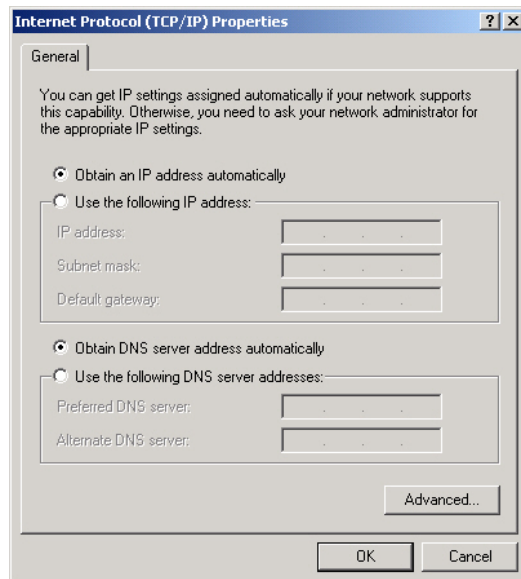 Internet Protocol (TCP/IP) Properties
General
You can get IP settings assigned automatically if your network supports
this capability. Otherwise, you need to ask your network administrator for
the appropriate IP settings.
Obtain an IP address automatically
Use the following IP address:
IP address:
Subnet mask:
Default gateway:
Obtain DNS server address automatically
Use the following DNS server addresses:
Preferred DNS server:
Alternate DNS server:
Advanced...
OK Cancel